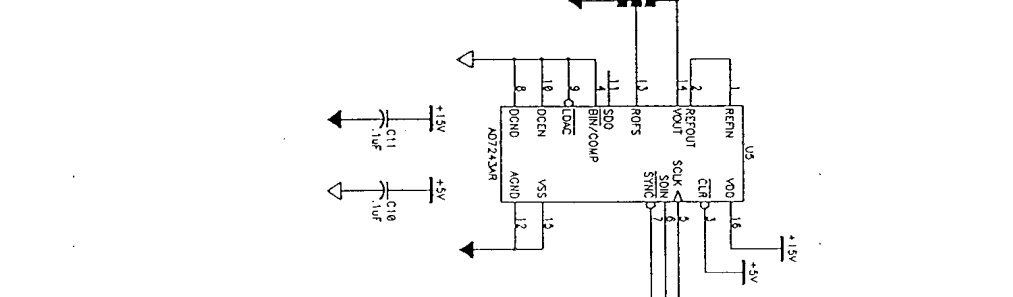 8
10
9
4
11
13
14
2
1
DGND
DCEN
LDAC
BIN/COMP
SDO
ROFS
VOUT
REFOUT
REFIN
U5
AD7243AR
AGND
VSS
SYNC
SDIN
SCLK
CLR
VDD
12
15
7
6
5
3
16
+15V
+5V
+15V
C11
.1uF
+5V
C10
.1uF